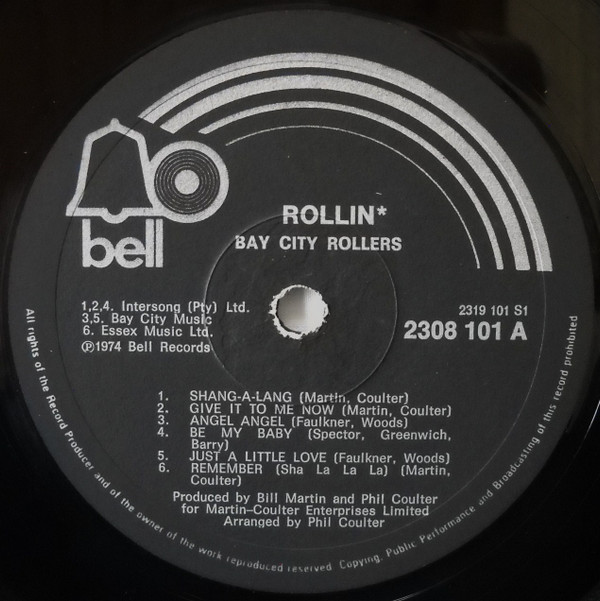 bell
ROLLIN*
BAY CITY ROLLERS
1,2,4. Intersong (Pty) Ltd.
3,5. Bay City Music
6. Essex Music Ltd.
℗1974 Bell Records
2319 101 S1
2308 101 A
1. SHANG-A-LANG (Martin, Coulter)
2. GIVE IT TO ME NOW (Martin, Coulter)
3. ANGEL ANGEL (Faulkner, Woods)
4. BE MY BABY (Spector, Greenwich,
Barry)
5. JUST A LITTLE LOVE (Faulkner, Woods)
6. REMEMBER (Sha La La La) (Martin,
Coulter)
Produced by Bill Martin and Phil Coulter
for Martin-Coulter Enterprises Limited
Arranged by Phil Coulter
All rights of the Record Producer and of the owner of the work reproduced reserved. Copying, Public Performance and Broadcasting of this record prohibited